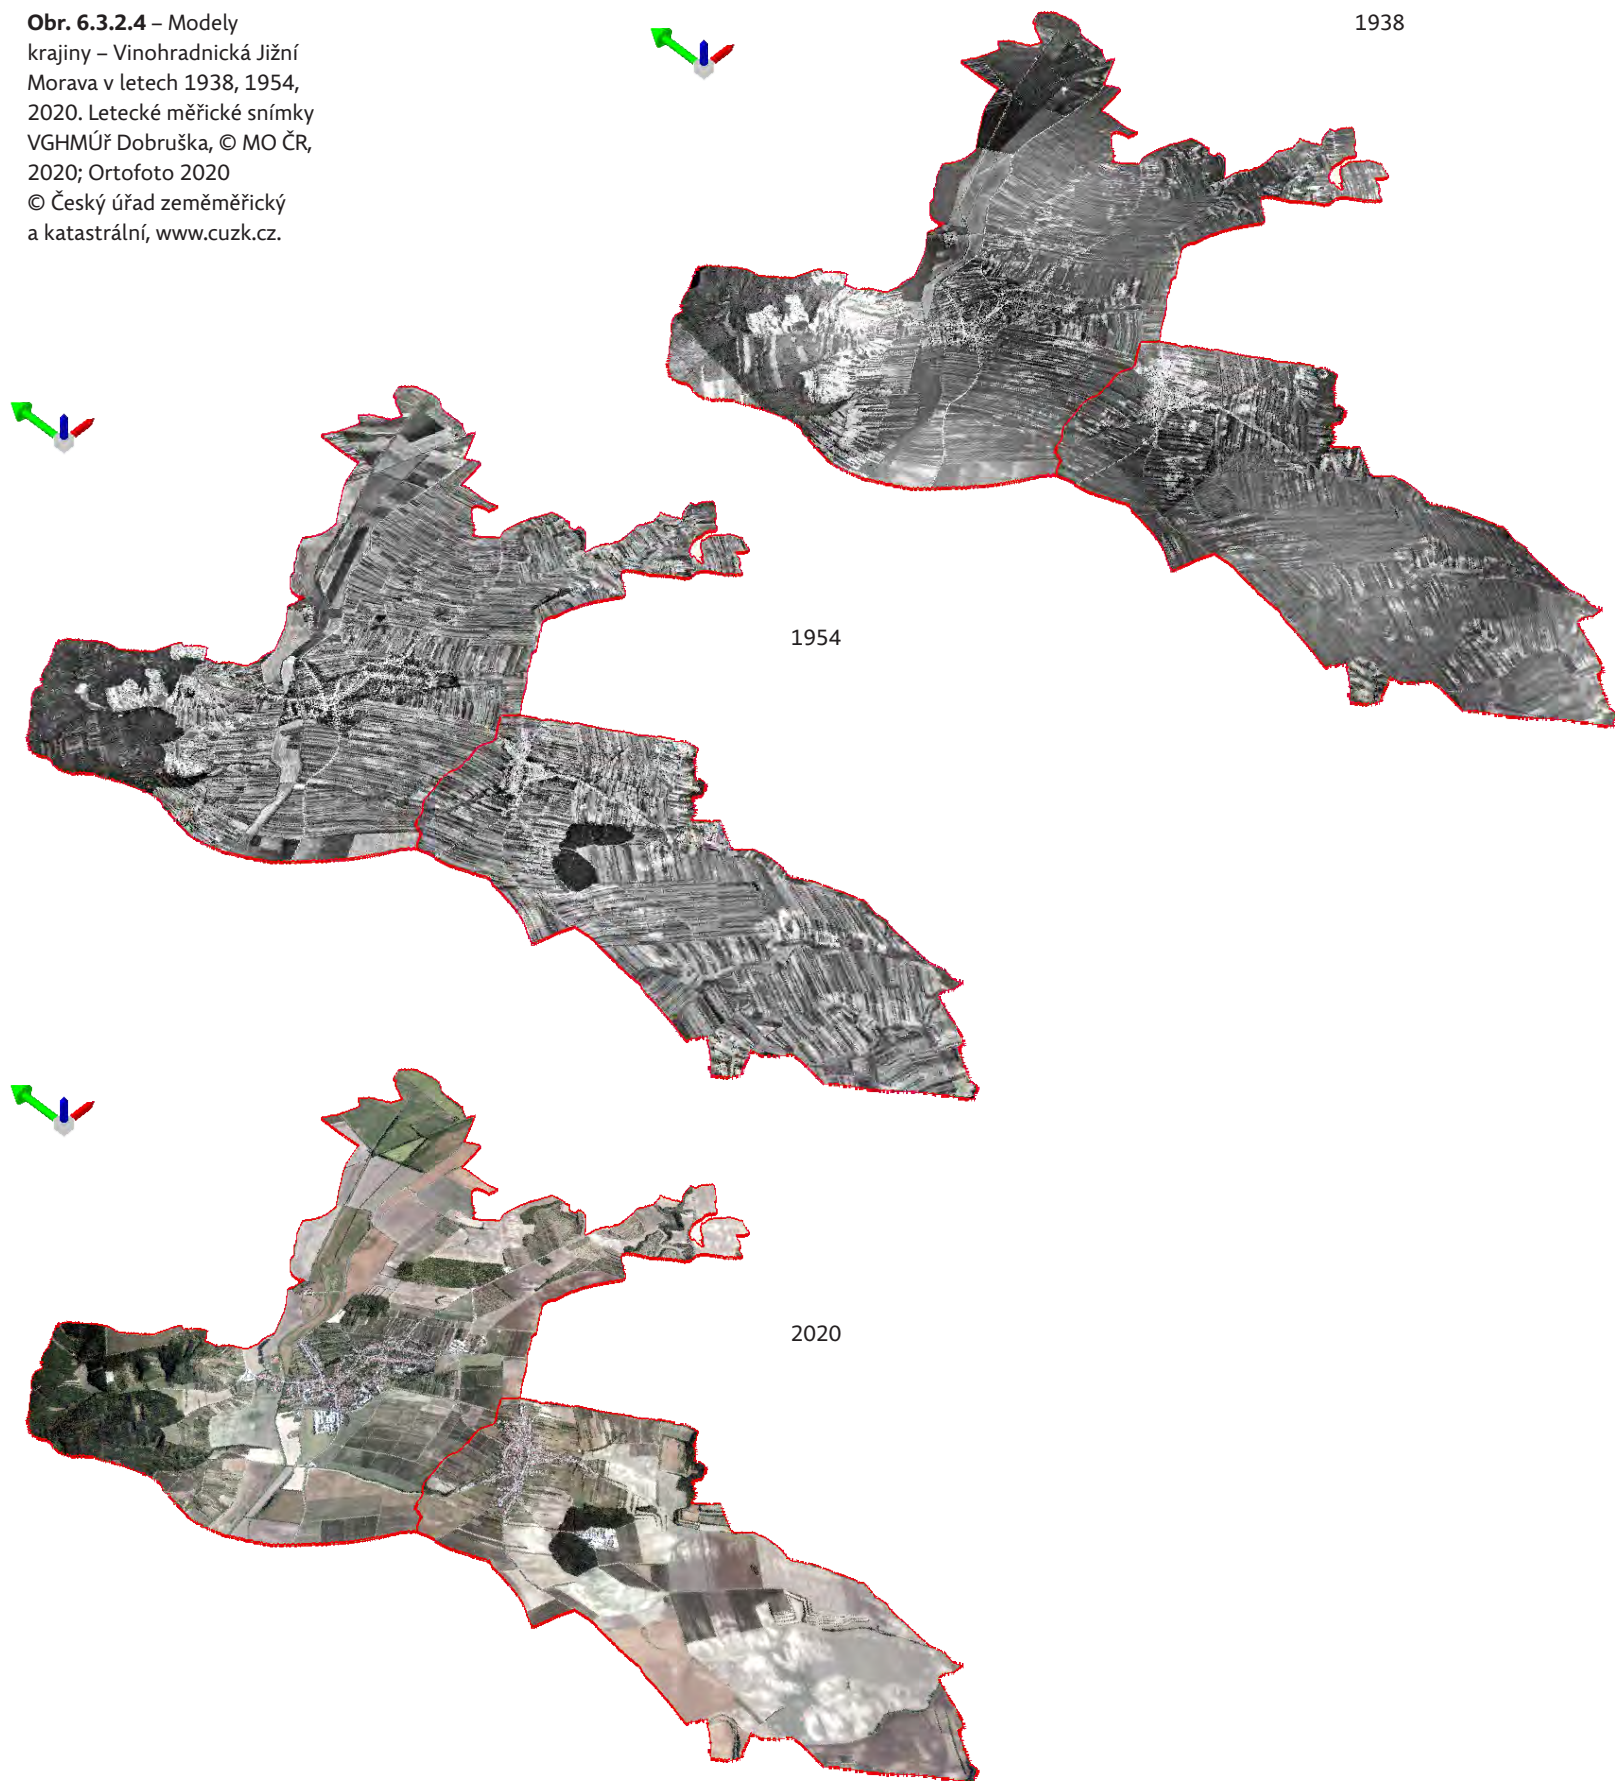 Obr. 6.3.2.4 – Modely
krajiny – Vinohradnická Jižní
Morava v letech 1938, 1954,
2020. Letecké měřické snímky
VGHMÚř Dobruška, © MO ČR,
2020; Ortofoto 2020
© Český úřad zeměměřický
a katastrální, www.cuzk.cz.
1938
1954
2020